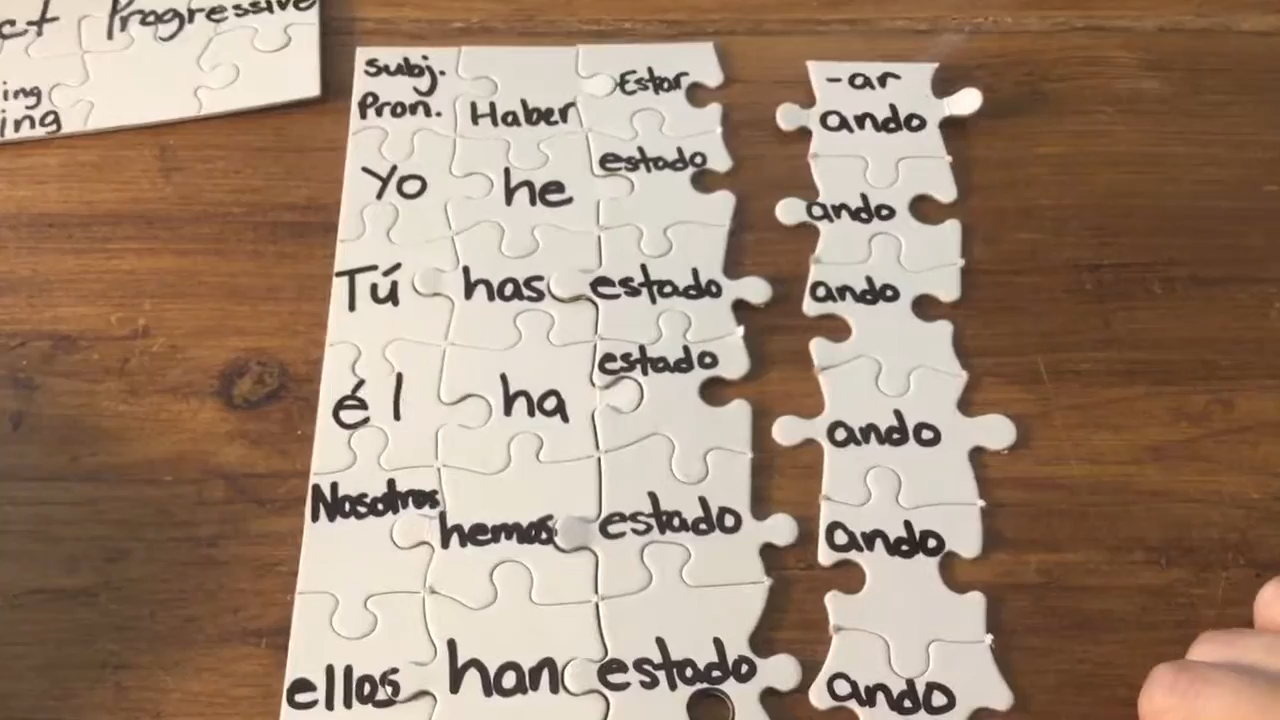 Progressive
ing
ing
Subj. Pron. Haber Estar -ar ando
Yo he estado ando
Tú has estado ando
él ha estado ando
Nosotros hemos estado ando
ellos han estado ando